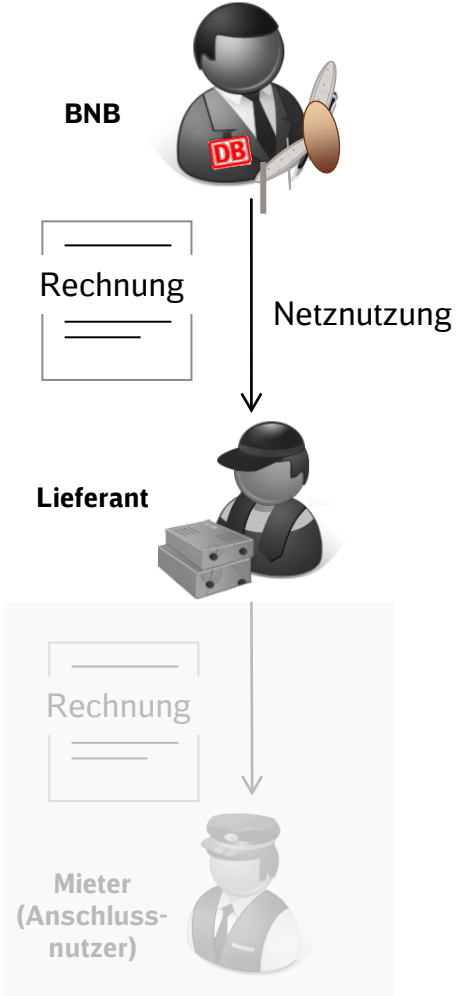 BNB
DB
Rechnung
Netznutzung
Lieferant
Rechnung
Mieter
(Anschluss-
nutzer)